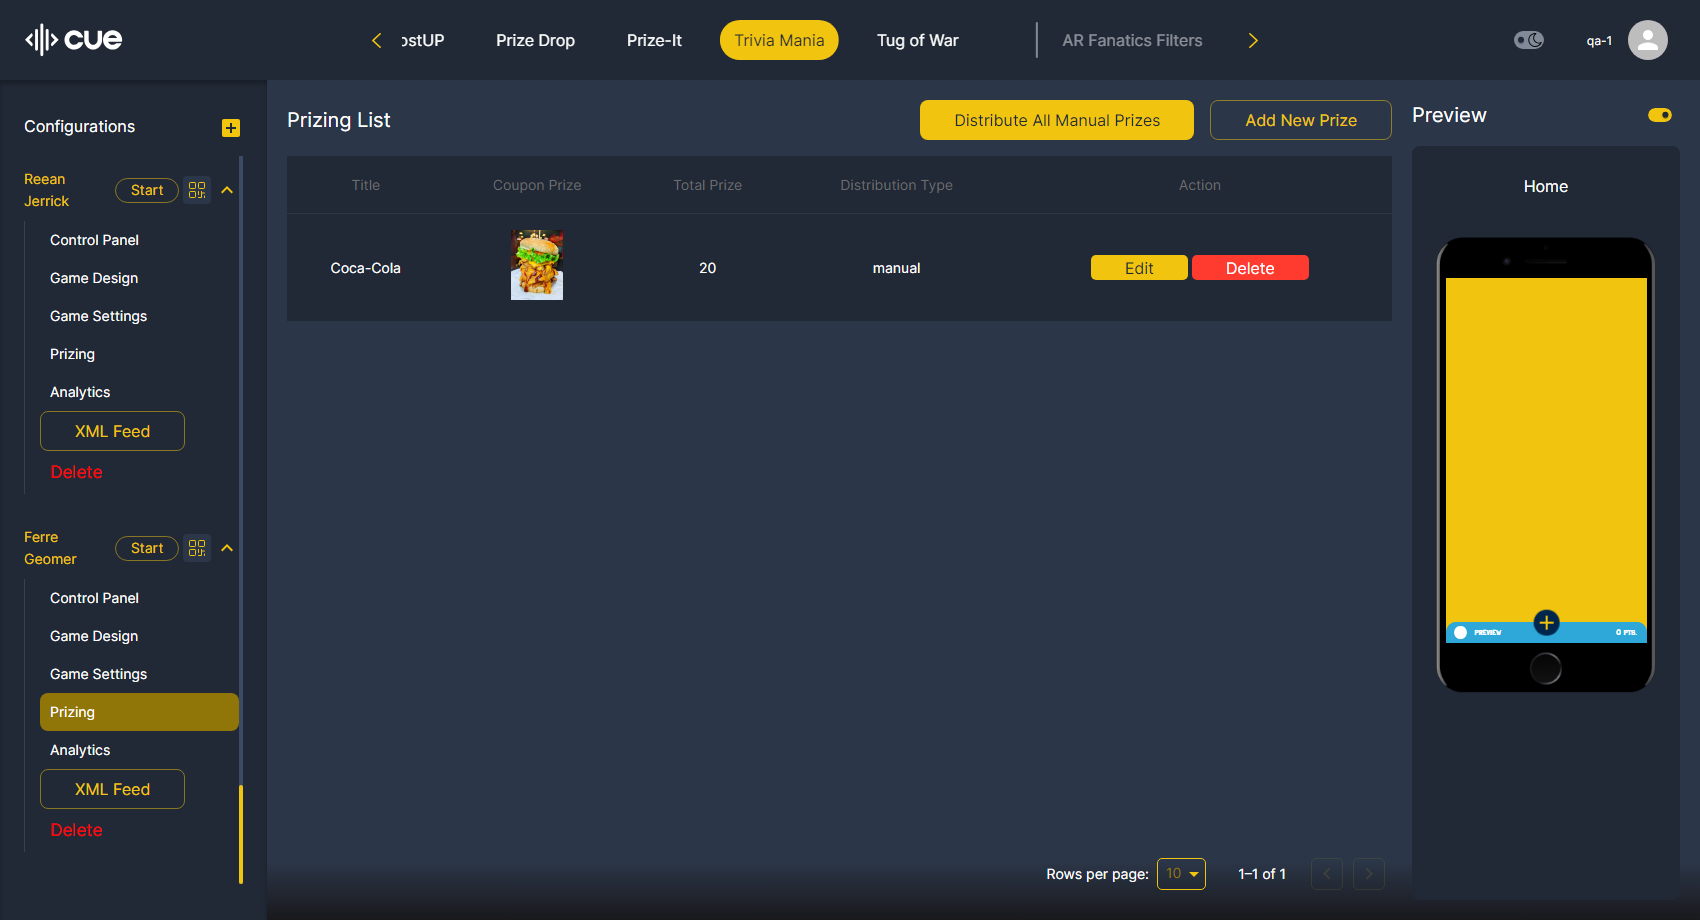 cue
ostUP
Prize Drop
Prize-It
Trivia Mania
Tug of War
AR Fanatics Filters
qa-1
Configurations
Reean
Jerrick
Start
Control Panel
Game Design
Game Settings
Prizing
Analytics
XML Feed
Delete
Ferre
Geomer
Start
Control Panel
Game Design
Game Settings
Prizing
Analytics
XML Feed
Delete
Prizing List
Distribute All Manual Prizes
Add New Prize
Title
Coupon Prize
Total Prize
Distribution Type
Action
Coca-Cola
20
manual
Edit
Delete
Rows per page:
10
1–1 of 1
Preview
Home
PREVIEW
0 PTS.